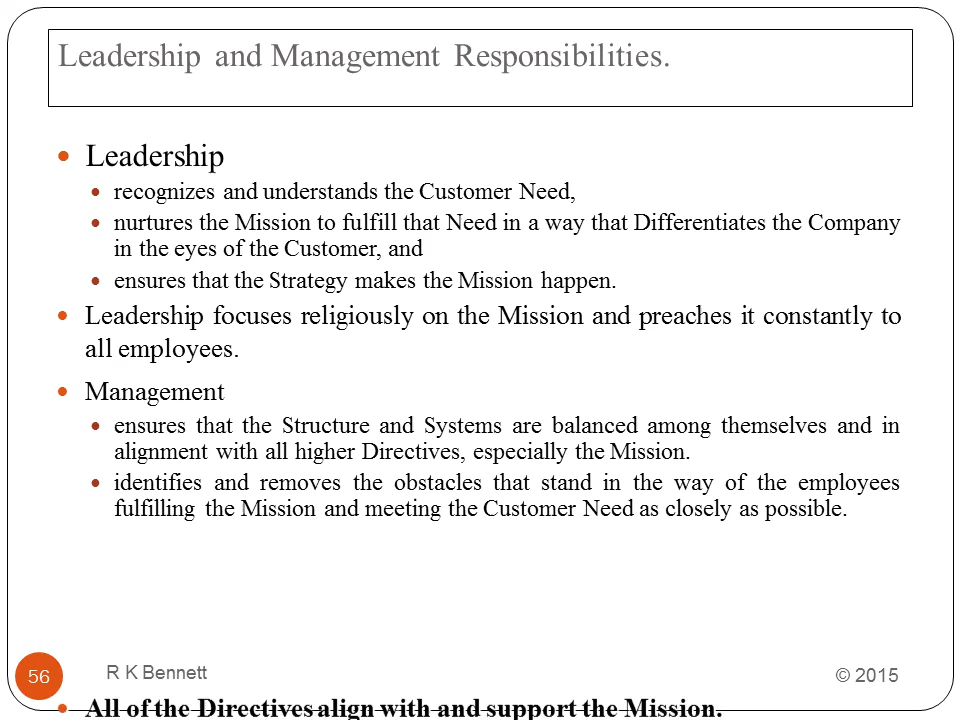 Leadership and Management Responsibilities.
• Leadership
• recognizes and understands the Customer Need,
• nurtures the Mission to fulfill that Need in a way that Differentiates the Company
in the eyes of the Customer, and
• ensures that the Strategy makes the Mission happen.
• Leadership focuses religiously on the Mission and preaches it constantly to
all employees.
• Management
• ensures that the Structure and Systems are balanced among themselves and in
alignment with all higher Directives, especially the Mission.
• identifies and removes the obstacles that stand in the way of the employees
fulfilling the Mission and meeting the Customer Need as closely as possible.
56
R K Bennett
© 2015
• All of the Directives align with and support the Mission.